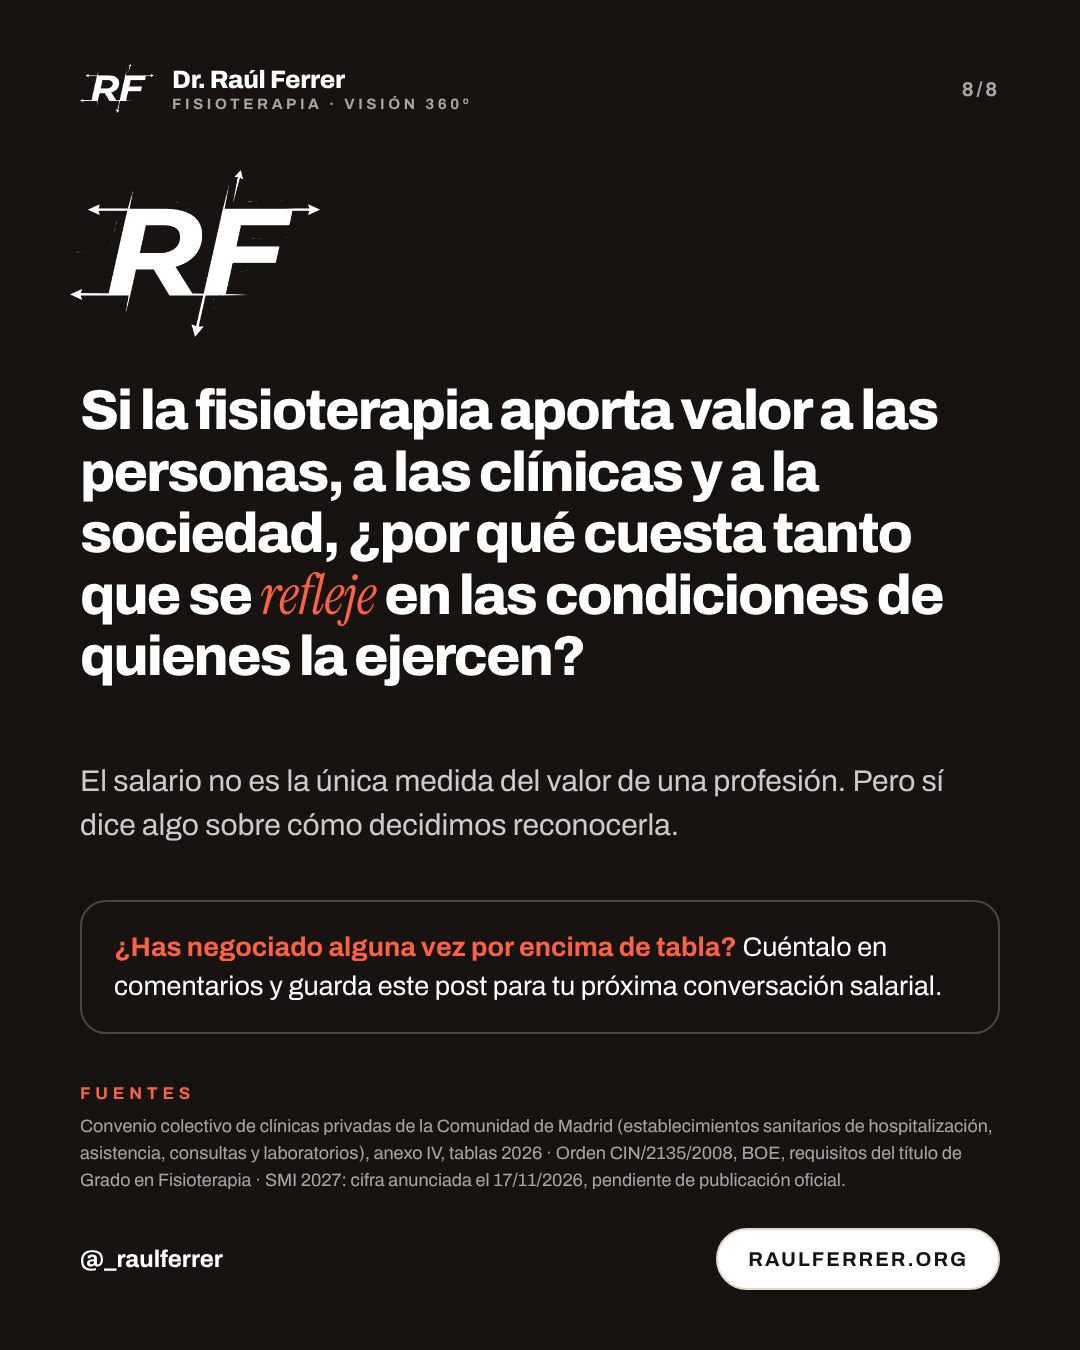 RF
Dr. Raúl Ferrer
FISIOTERAPIA · VISIÓN 360º
8/8
RF
Si la fisioterapia aporta valor a las
personas, a las clínicas y a la
sociedad, ¿por qué cuesta tanto
que se refleje en las condiciones de
quienes la ejercen?
El salario no es la única medida del valor de una profesión. Pero sí
dice algo sobre cómo decidimos reconocerla.
¿Has negociado alguna vez por encima de tabla? Cuéntalo en
comentarios y guarda este post para tu próxima conversación salarial.
FUENTES
Convenio colectivo de clínicas privadas de la Comunidad de Madrid (establecimientos sanitarios de hospitalización,
asistencia, consultas y laboratorios), anexo IV, tablas 2026 · Orden CIN/2135/2008, BOE, requisitos del título de
Grado en Fisioterapia · SMI 2027: cifra anunciada el 17/11/2026, pendiente de publicación oficial.
@_raulferrer
RAULFERRER.ORG